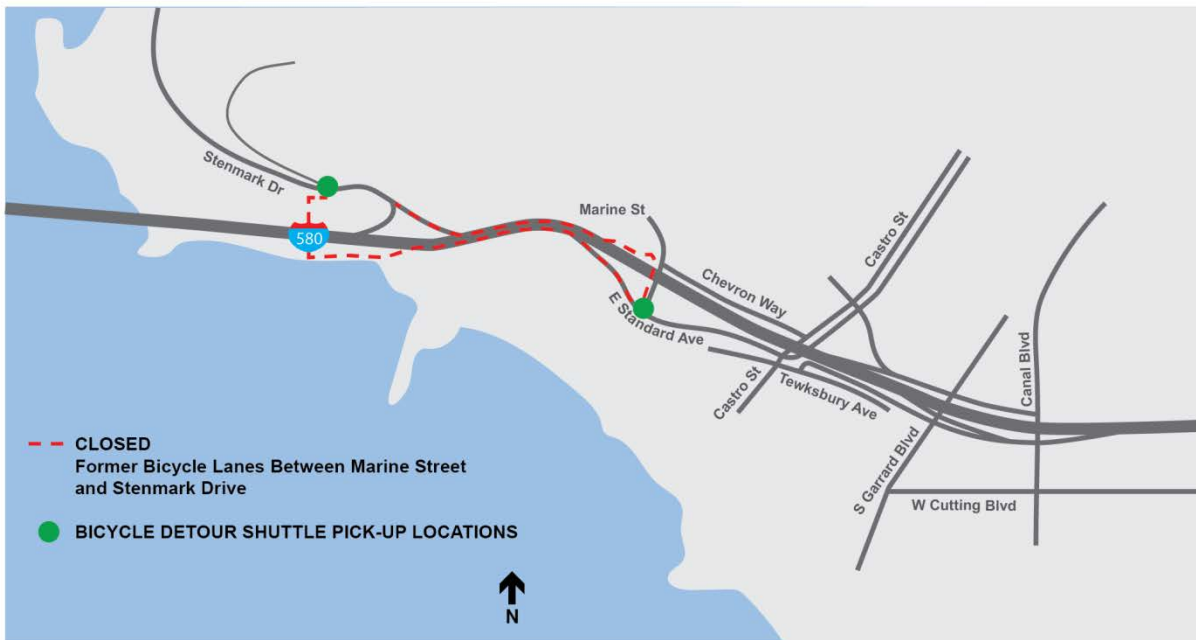 Stenmark Dr
580
Marine St
Castro St
Chevron Way
E Standard Ave
Castro St
Tewksbury Ave
Canal Blvd
S Garrard Blvd
W Cutting Blvd
CLOSED
Former Bicycle Lanes Between Marine Street
and Stenmark Drive
BICYCLE DETOUR SHUTTLE PICK-UP LOCATIONS
N